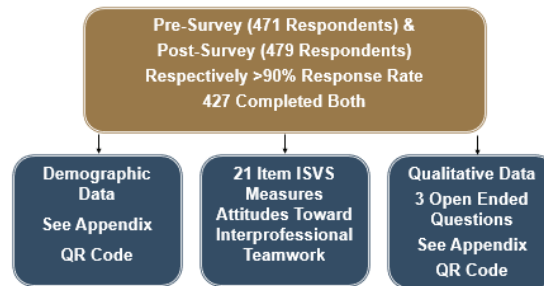 Pre-Survey (471 Respondents) &
Post-Survey (479 Respondents)
Respectively >90% Response Rate
427 Completed Both
Demographic
Data
See Appendix
QR Code
21 Item ISVS
Measures
Attitudes Toward
Interprofessional
Teamwork
Qualitative Data
3 Open Ended
Questions
See Appendix
QR Code